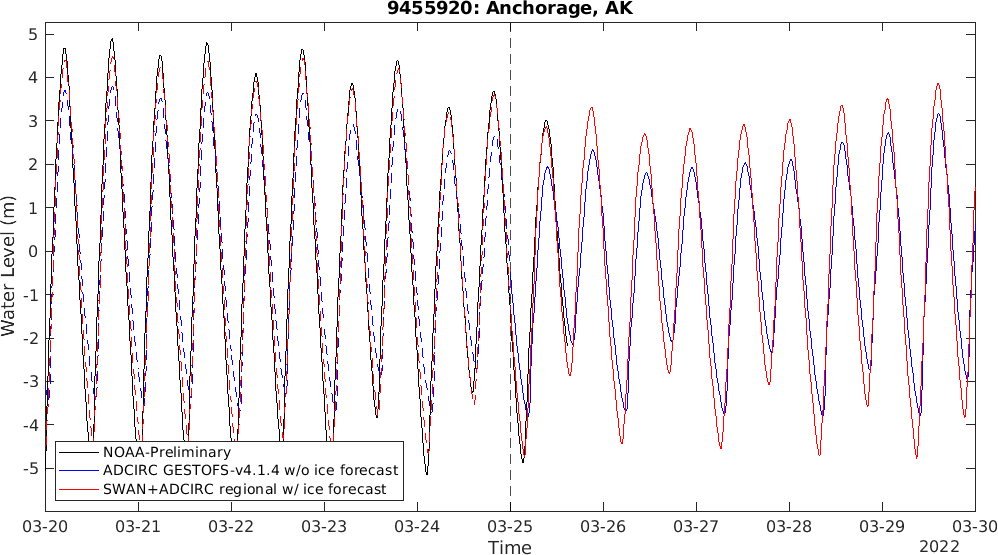 9455920: Anchorage, AK
Water Level (m)
5
4
3
2
1
0
-1
-2
-3
-4
-5
NOAA-Preliminary
ADCIRC GESTOFS-v4.1.4 w/o ice forecast
SWAN+ADCIRC regional w/ ice forecast
03-20 03-21 03-22 03-23 03-24 03-25 03-26 03-27 03-28 03-29 03-30
Time
2022